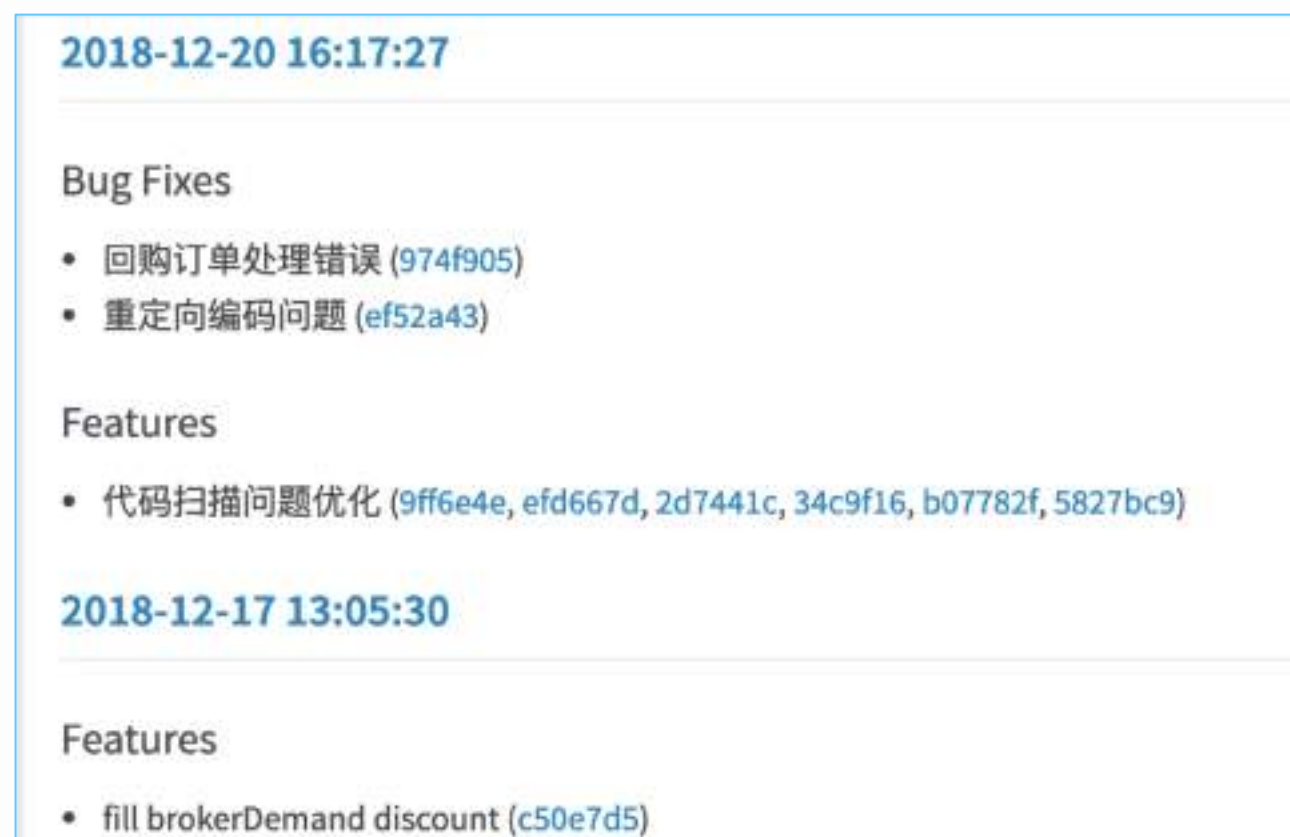 2018-12-20 16:17:27
Bug Fixes
• 回购订单处理错误 (974f905)
• 重定向编码问题 (ef52a43)
Features
• 代码扫描问题优化 (9ff6e4e, efd667d, 2d7441c, 34c9f16, b07782f, 5827bc9)
2018-12-17 13:05:30
Features
• fill brokerDemand discount (c50e7d5)